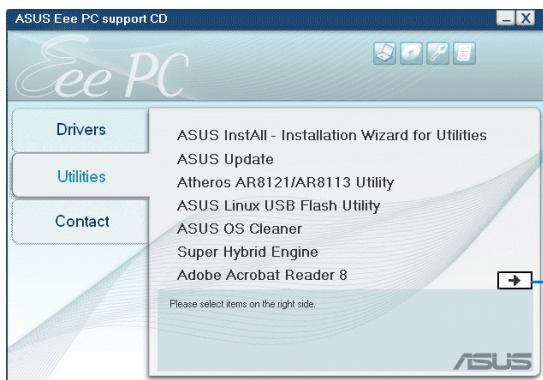 ASUS Eee PC support CD
Eee PC
Drivers
Utilities
Contact
ASUS InstAll - Installation Wizard for Utilities
ASUS Update
Atheros AR8121/AR8113 Utility
ASUS Linux USB Flash Utility
ASUS OS Cleaner
Super Hybrid Engine
Adobe Acrobat Reader 8
Please select items on the right side.
ASUS